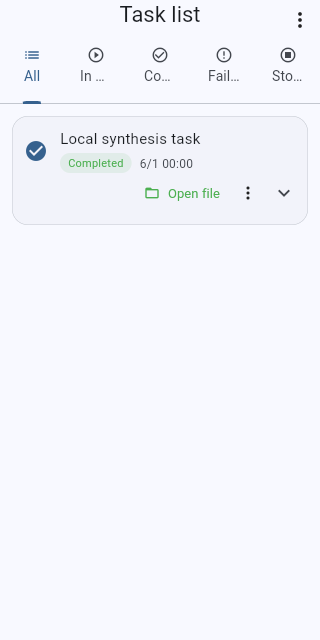 Task list
All
In ...
Co...
Fail...
Sto...
Local synthesis task
Completed 6/1 00:00
Open file